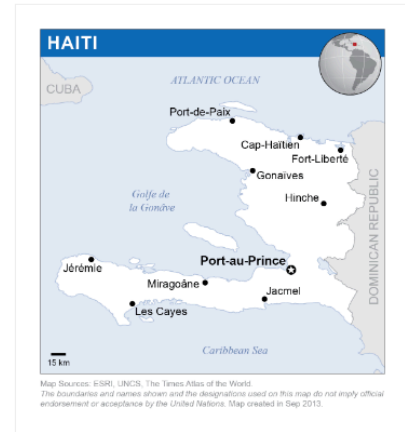 HAITI
ATLANTIC OCEAN
CUBA
Port-de-Paix
Cap-Haïtien
Fort-Liberté
Gonaïves
Hinche
Golfe de
la Gonâve
DOMINICAN REPUBLIC
Port-au-Prince
Jérémie
Miragoâne
Jacmel
Les Cayes
Caribbean Sea
15 km
Map Sources: ESRI, UNCS, The Times Atlas of the World.
The boundaries and names shown and the designations used on this map do not imply official
endorsement or acceptance by the United Nations. Map created in Sep 2013.